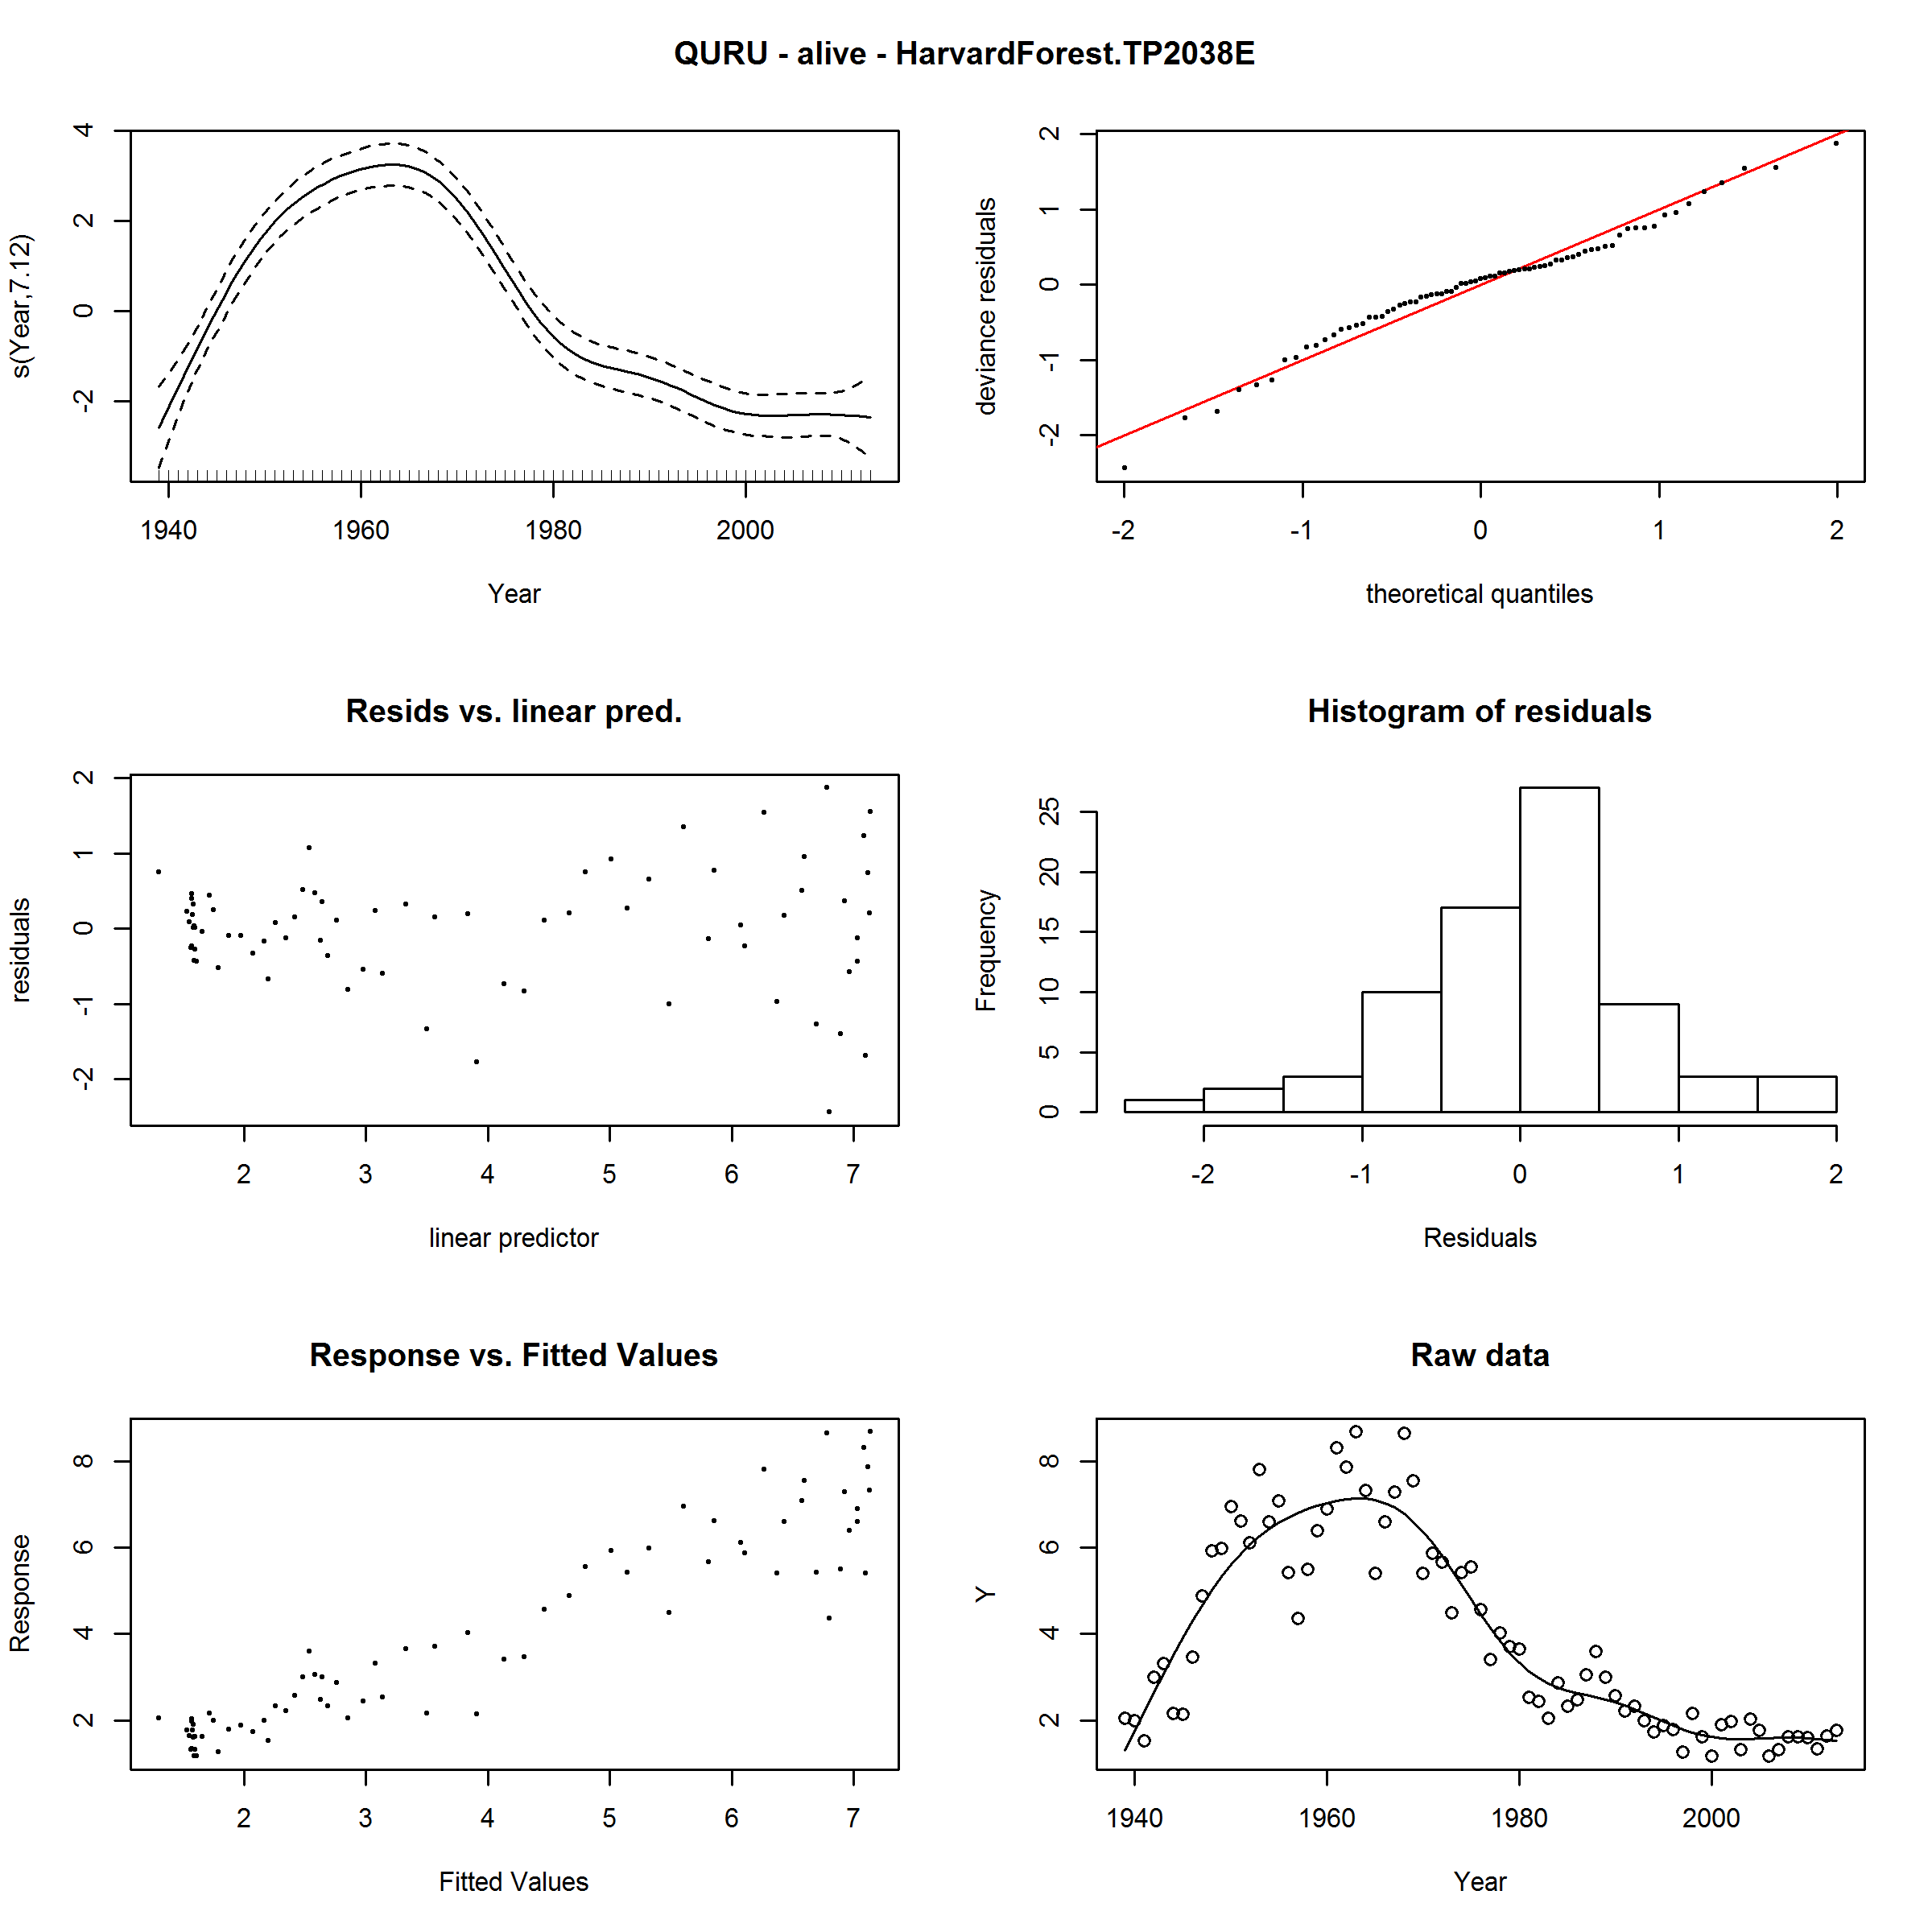 QURU - alive - HarvardForest.TP2038E
s(Year,7.12)
4
2
0
-2
1940 1960 1980 2000
Year
deviance residuals
2
1
0
-1
-2
-2 -1 0 1 2
theoretical quantiles
Resids vs. linear pred.
residuals
2
1
0
-1
-2
2 3 4 5 6 7
linear predictor
Histogram of residuals
Frequency
25
20
15
10
5
0
-2 -1 0 1 2
Residuals
Response vs. Fitted Values
Response
8
6
4
2
2 3 4 5 6 7
Fitted Values
Raw data
Y
8
6
4
2
1940 1960 1980 2000
Year